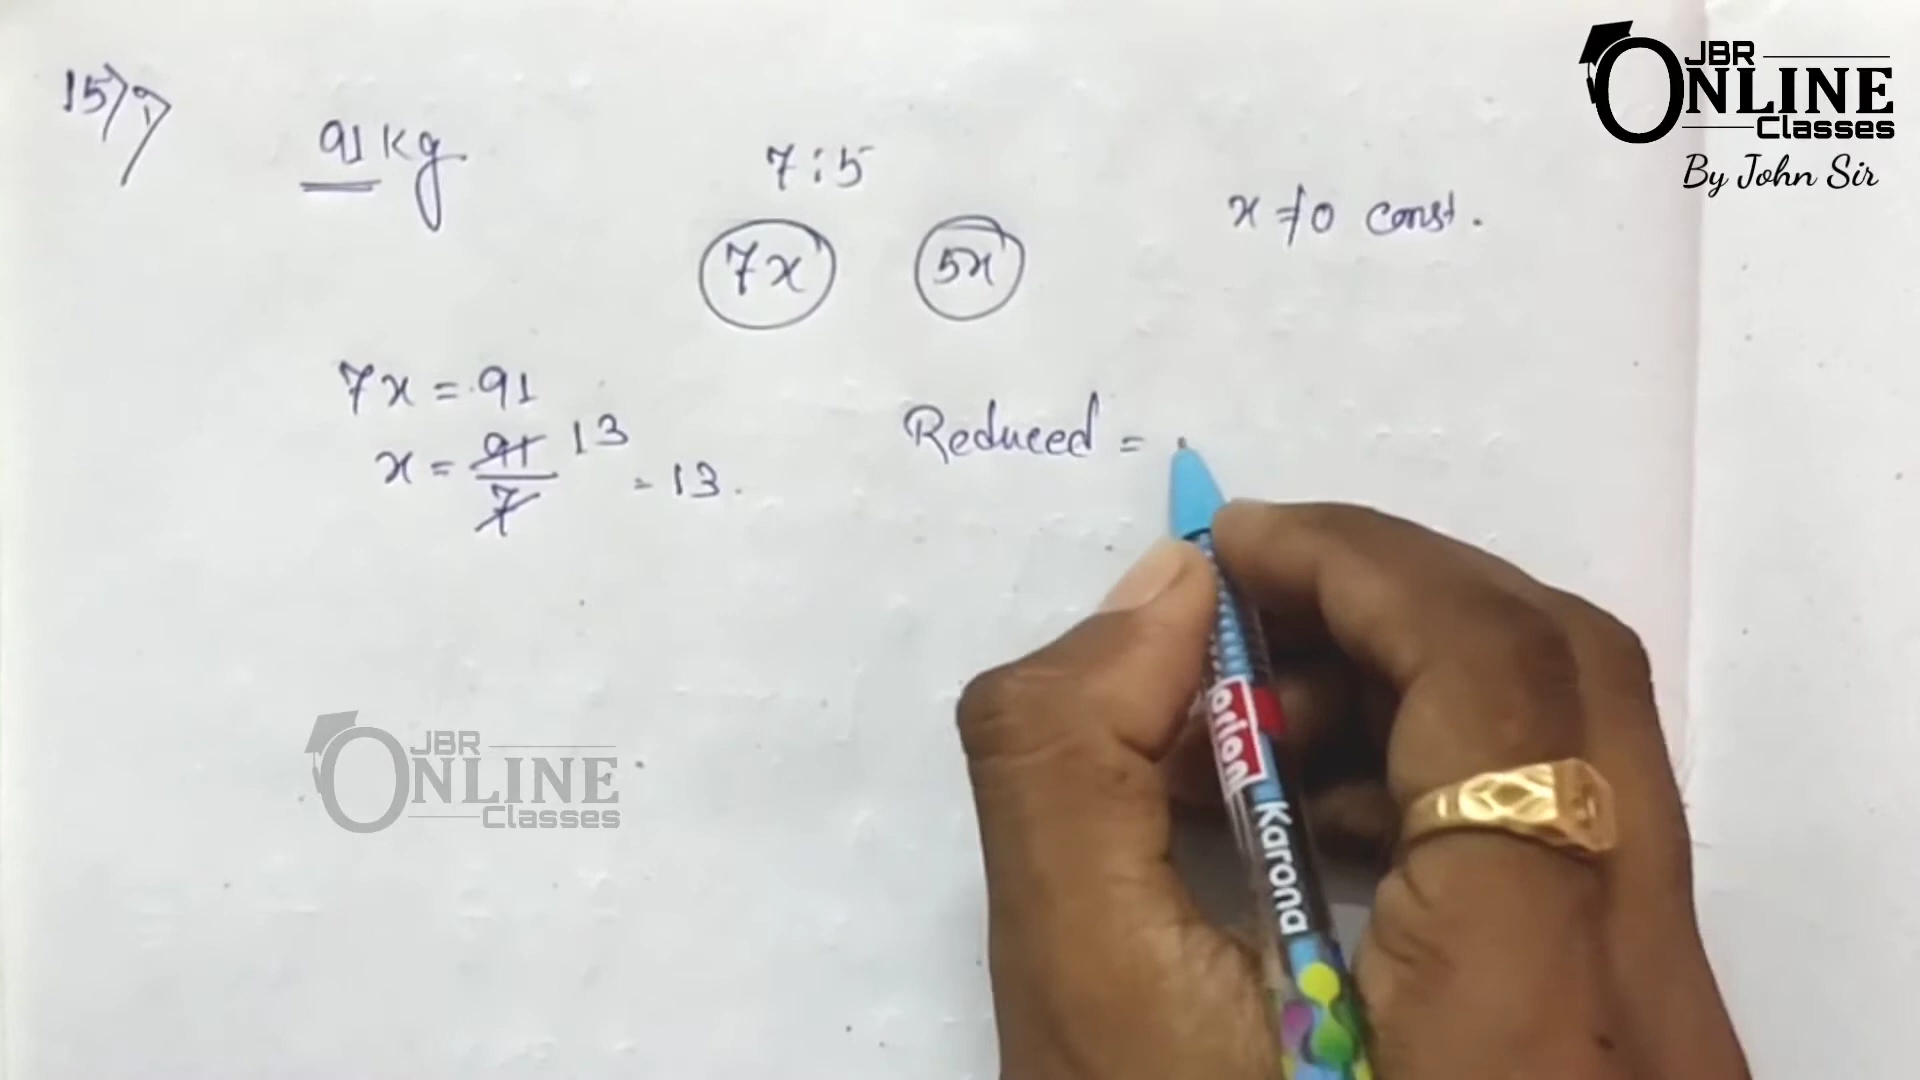 JBR
ONLINE
Classes
By John Sir
15)
91 kg
7:5
7x 5x
x ≠ 0 const.
7x = 91
x = 91/7 13 = 13.
Reduced =
JBR
ONLINE
Classes
Karona